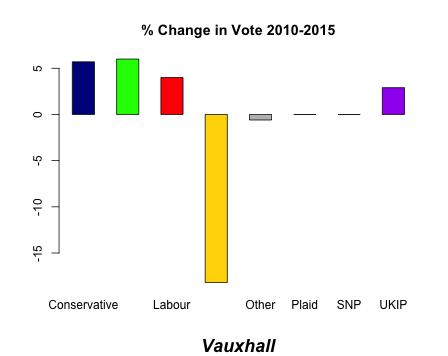 % Change in Vote 2010-2015
5
0
-5
-10
-15
Conservative Labour Other Plaid SNP UKIP
Vauxhall